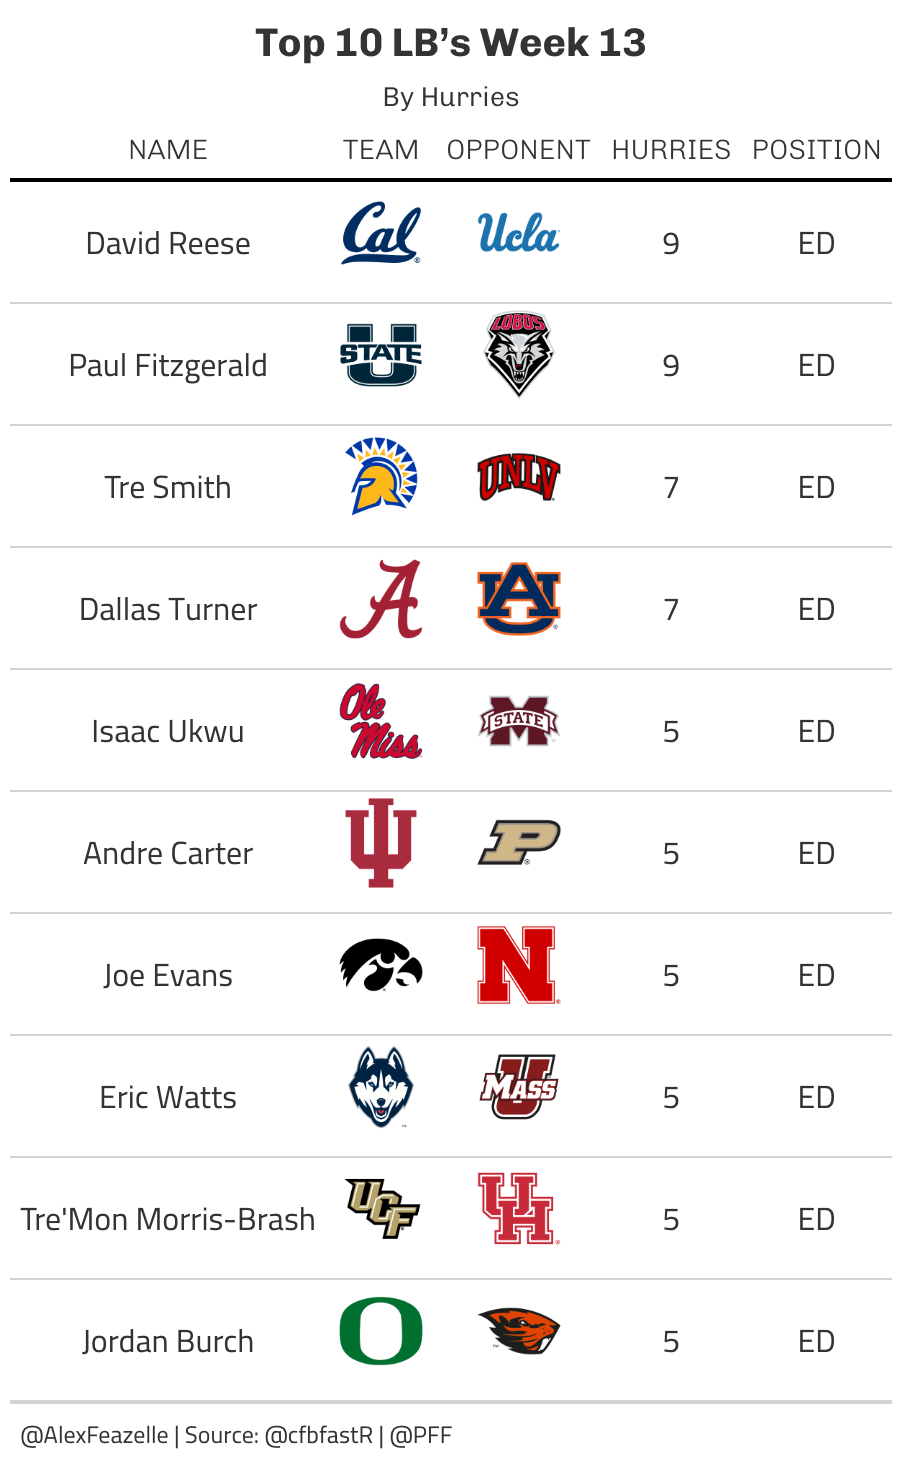 Top 10 LB’s Week 13
By Hurries
NAME TEAM OPPONENT HURRIES POSITION
David Reese Cal Ucla 9 ED
Paul Fitzgerald U STATE LOBOS 9 ED
Tre Smith UNLV 7 ED
Dallas Turner A AU 7 ED
Isaac Ukwu Ole Miss M STATE 5 ED
Andre Carter IU P 5 ED
Joe Evans N 5 ED
Eric Watts U MASS 5 ED
Tre'Mon Morris-Brash UCF UH 5 ED
Jordan Burch O 5 ED
@AlexFeazelle | Source: @cfbfastR | @PFF